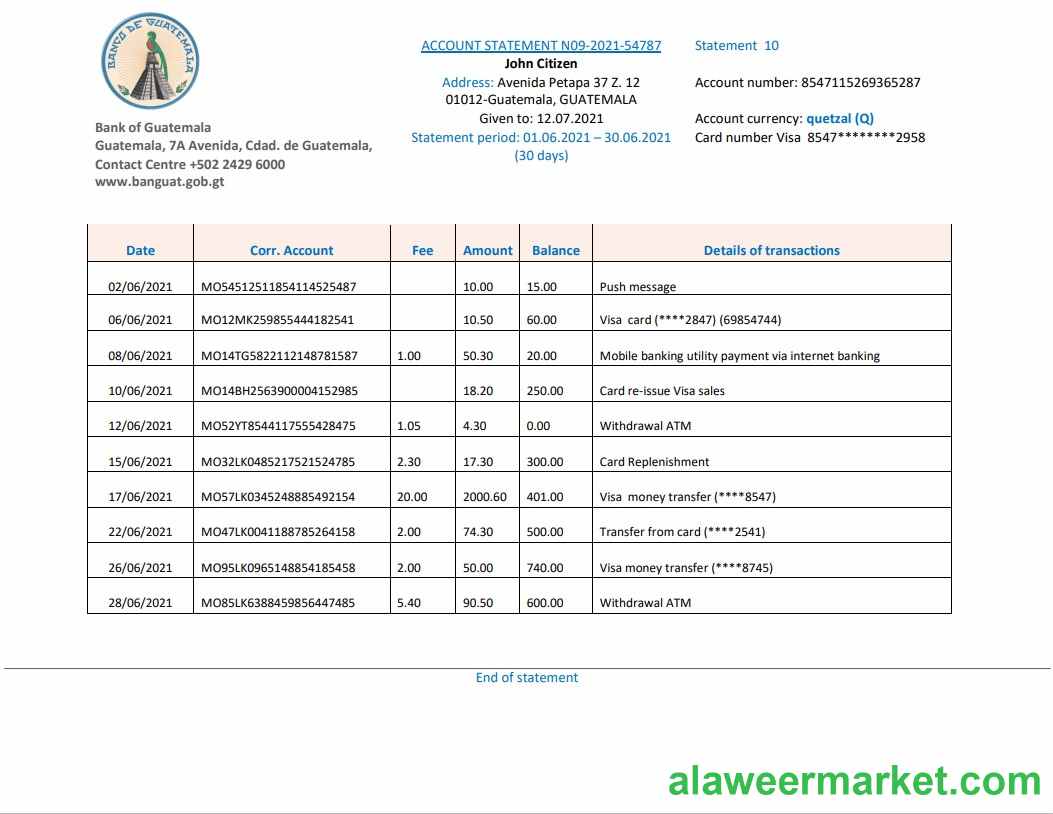 BANCO DE GUATEMALA
Bank of Guatemala
Guatemala, 7A Avenida, Cdad. de Guatemala,
Contact Centre +502 2429 6000
www.banguat.gob.gt
ACCOUNT STATEMENT N09-2021-54787
John Citizen
Address: Avenida Petapa 37 Z. 12
01012-Guatemala, GUATEMALA
Given to: 12.07.2021
Statement period: 01.06.2021 – 30.06.2021
(30 days)
Statement 10
Account number: 8547115269365287
Account currency: quetzal (Q)
Card number Visa 8547********2958
Date Corr. Account Fee Amount Balance Details of transactions
02/06/2021 MO54512511854114525487 10.00 15.00 Push message
06/06/2021 MO12MK259855444182541 10.50 60.00 Visa card (****2847) (69854744)
08/06/2021 MO14TG5822112148781587 1.00 50.30 20.00 Mobile banking utility payment via internet banking
10/06/2021 MO14BH2563900004152985 18.20 250.00 Card re-issue Visa sales
12/06/2021 MO52YT8544117555428475 1.05 4.30 0.00 Withdrawal ATM
15/06/2021 MO32LK0485217521524785 2.30 17.30 300.00 Card Replenishment
17/06/2021 MO57LK0345248885492154 20.00 2000.60 401.00 Visa money transfer (****8547)
22/06/2021 MO47LK0041188785264158 2.00 74.30 500.00 Transfer from card (****2541)
26/06/2021 MO95LK0965148854185458 2.00 50.00 740.00 Visa money transfer (****8745)
28/06/2021 MO85LK6388459856447485 5.40 90.50 600.00 Withdrawal ATM
End of statement
alaweermarket.com